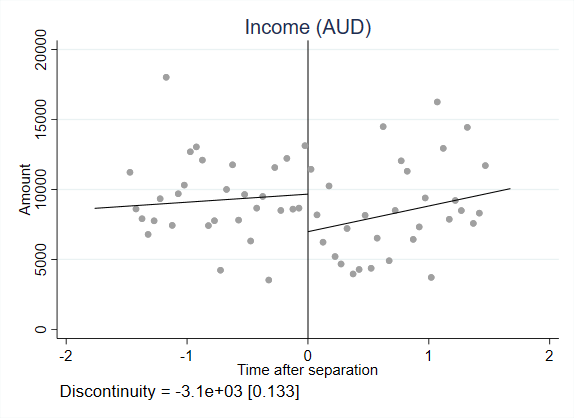 Income (AUD)
20000
15000
10000
5000
0
Amount
-2 -1 0 1 2
Time after separation
Discontinuity = -3.1e+03 [0.133]